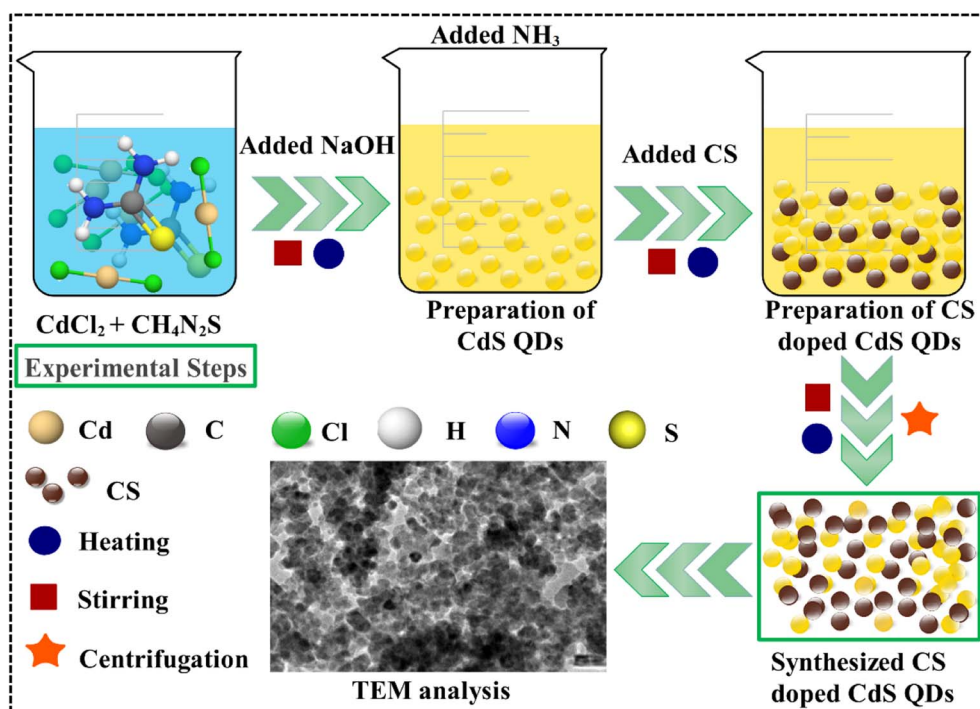 Added NH₃
Added NaOH
Added CS
CdCl₂ + CH₄N₂S
Preparation of
CdS QDs
Preparation of CS
doped CdS QDs
Experimental Steps
Cd
C
Cl
H
N
S
CS
Heating
Stirring
Centrifugation
TEM analysis
Synthesized CS
doped CdS QDs